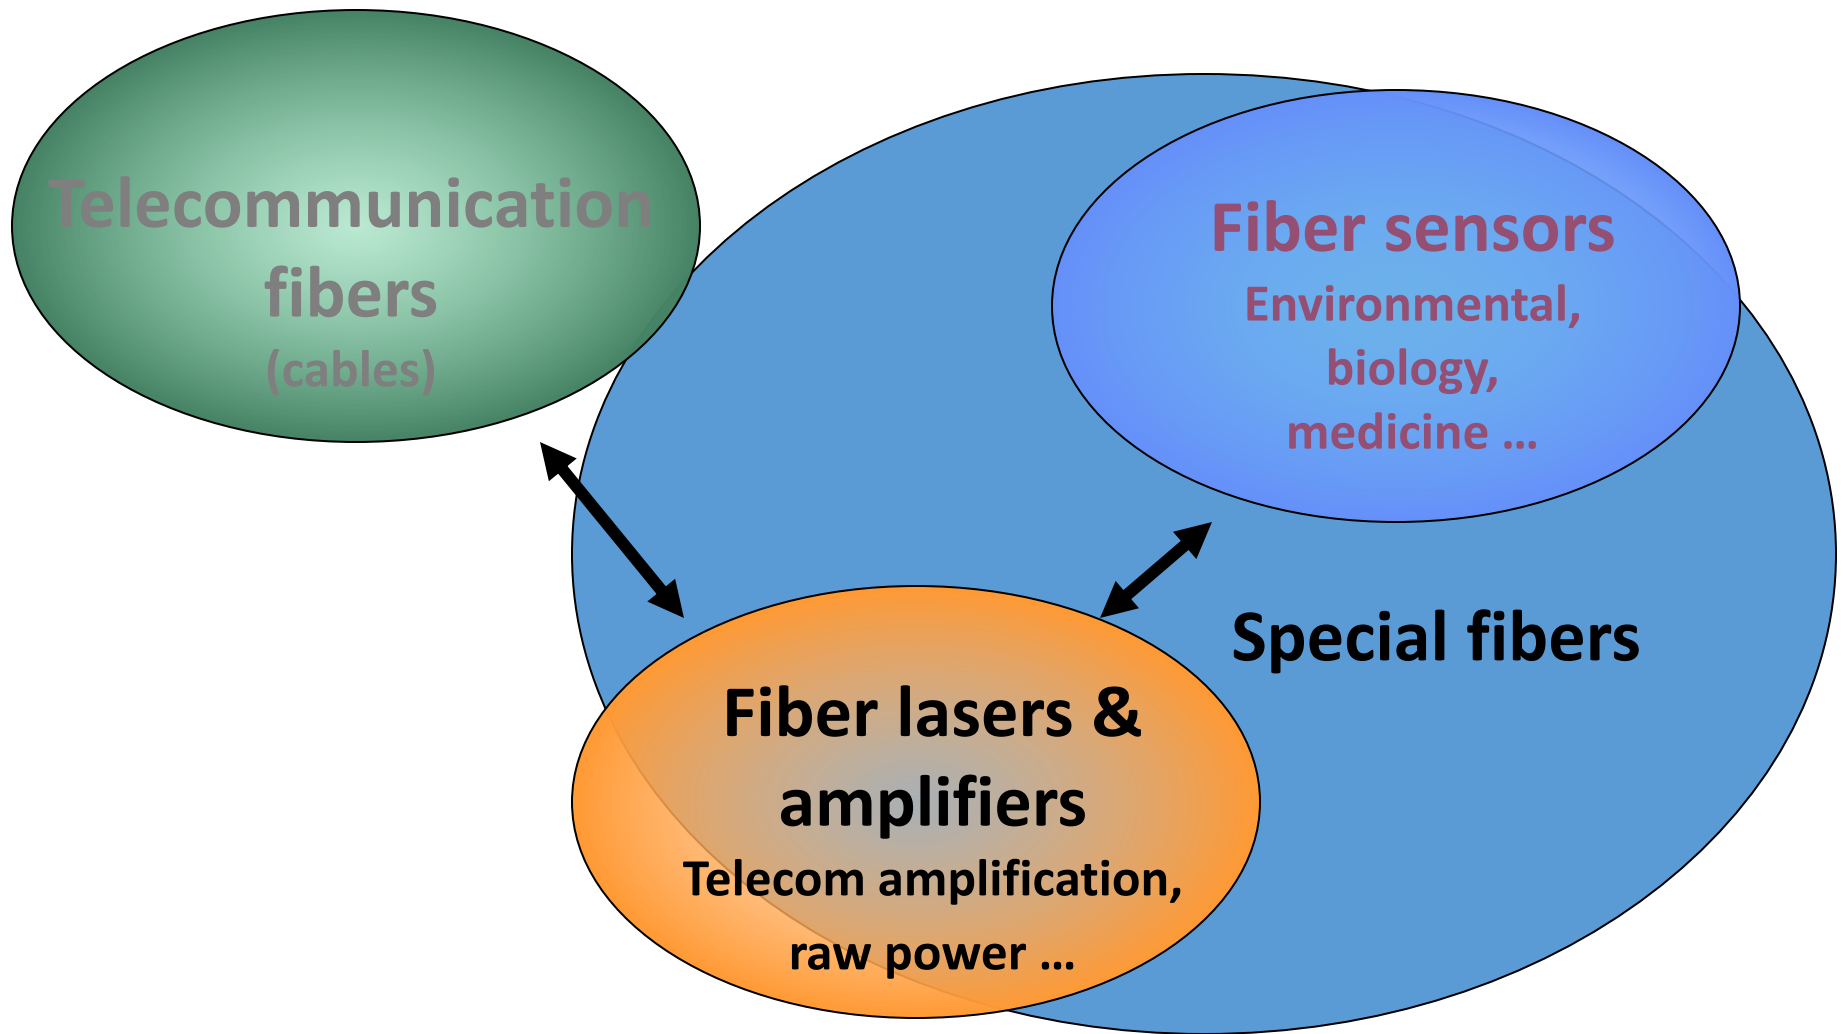 Telecommunication
fibers
(cables)
Fiber sensors
Environmental,
biology,
medicine ...
Special fibers
Fiber lasers &
amplifiers
Telecom amplification,
raw power ...